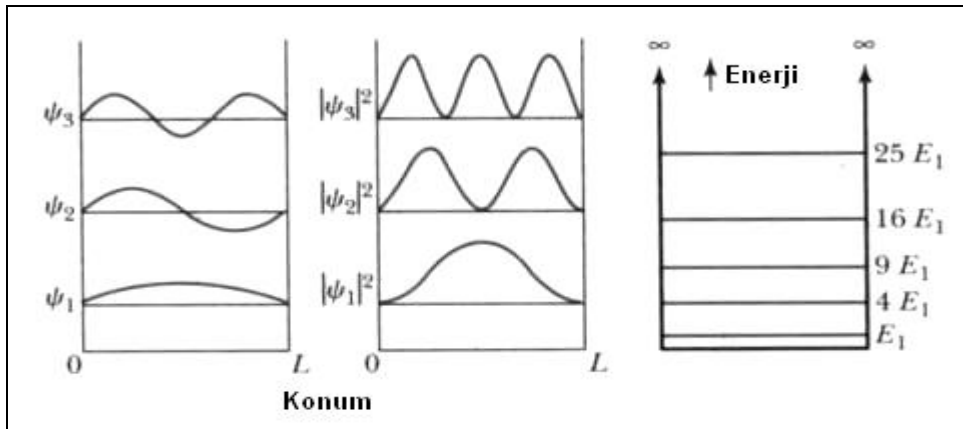 ∞ ∞
↑ Enerji
ψ3
ψ2
ψ1
0 L
|ψ3|²
|ψ2|²
|ψ1|²
0 L
Konum
25 E1
16 E1
9 E1
4 E1
E1